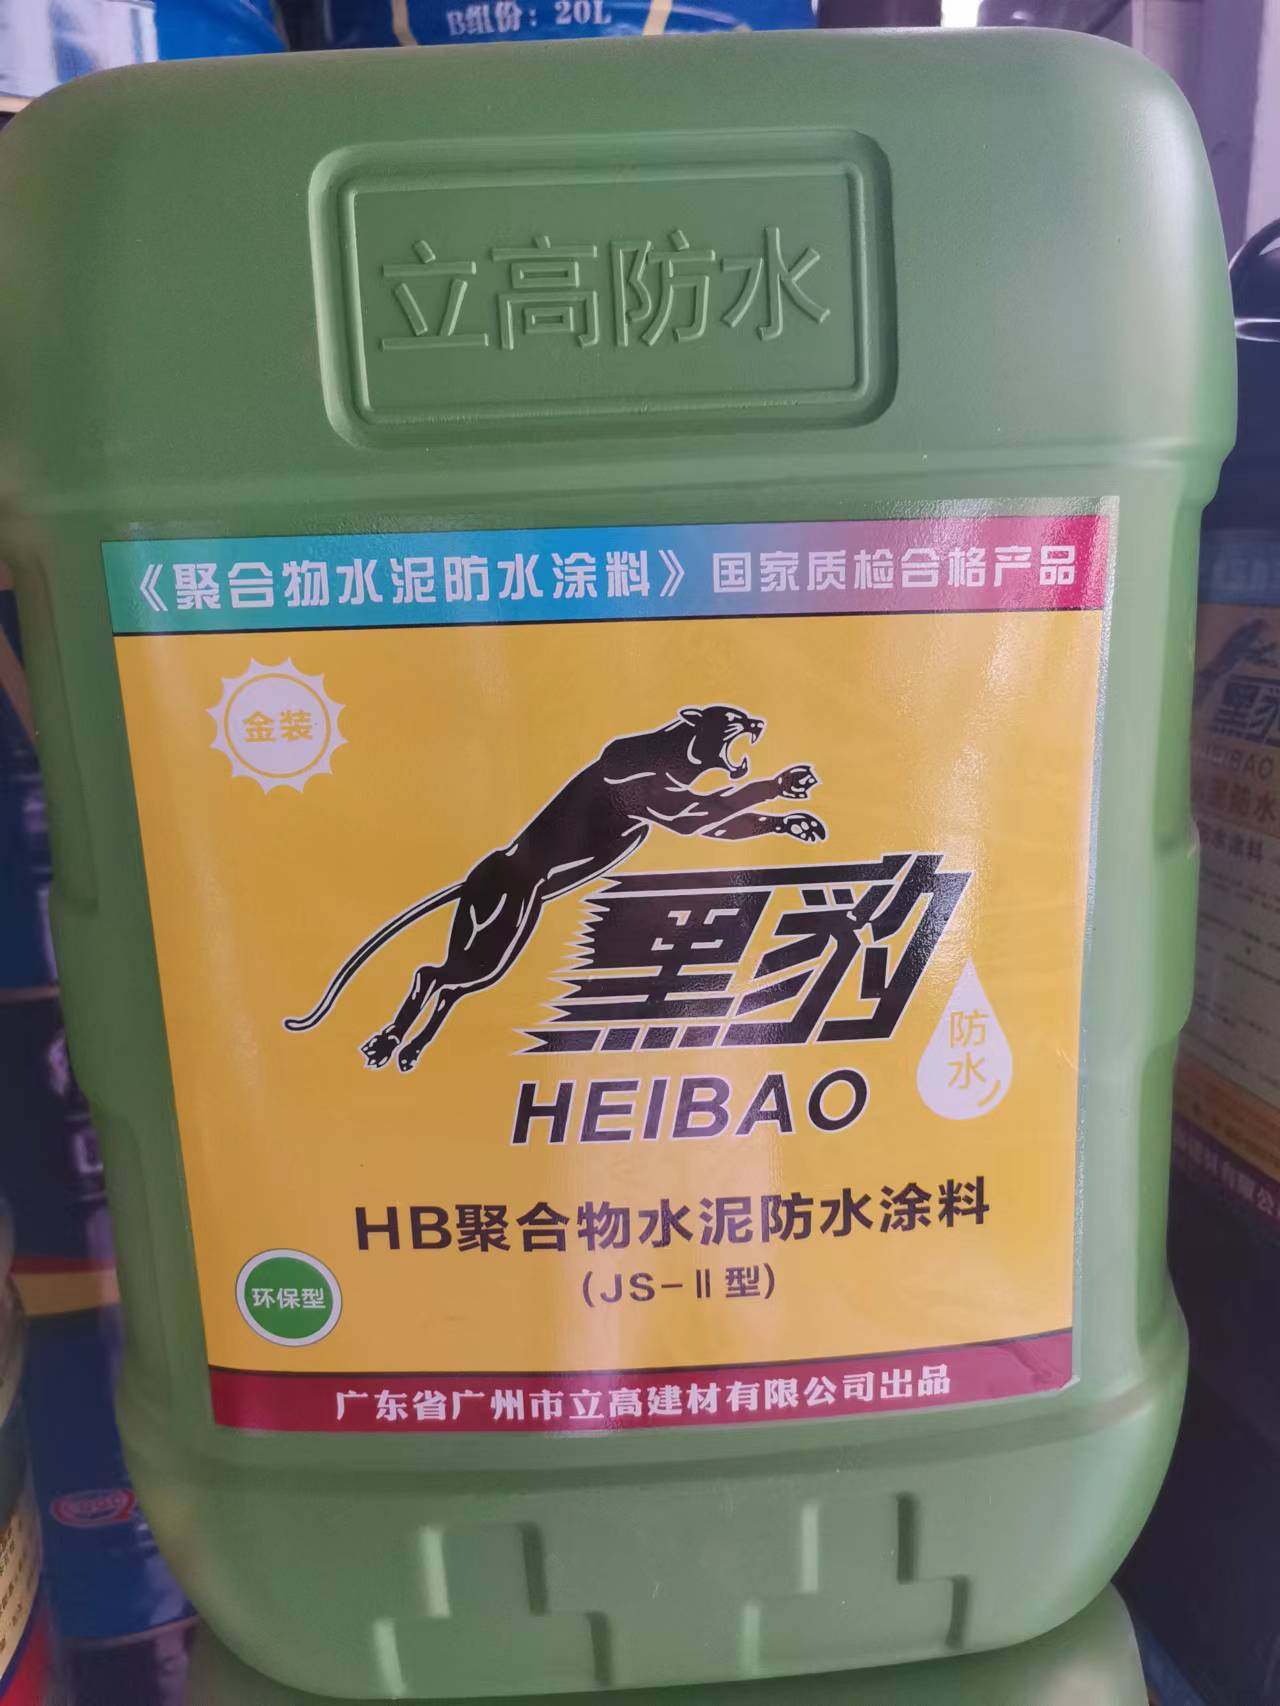 B组份：20L
立高防水
《聚合物水泥防水涂料》国家质检合格产品
金装
黑豹
HEIBAO
防水
HB聚合物水泥防水涂料
(JS-Ⅱ型)
环保型
广东省广州市立高建材有限公司出品
黑豹
HEIBAO